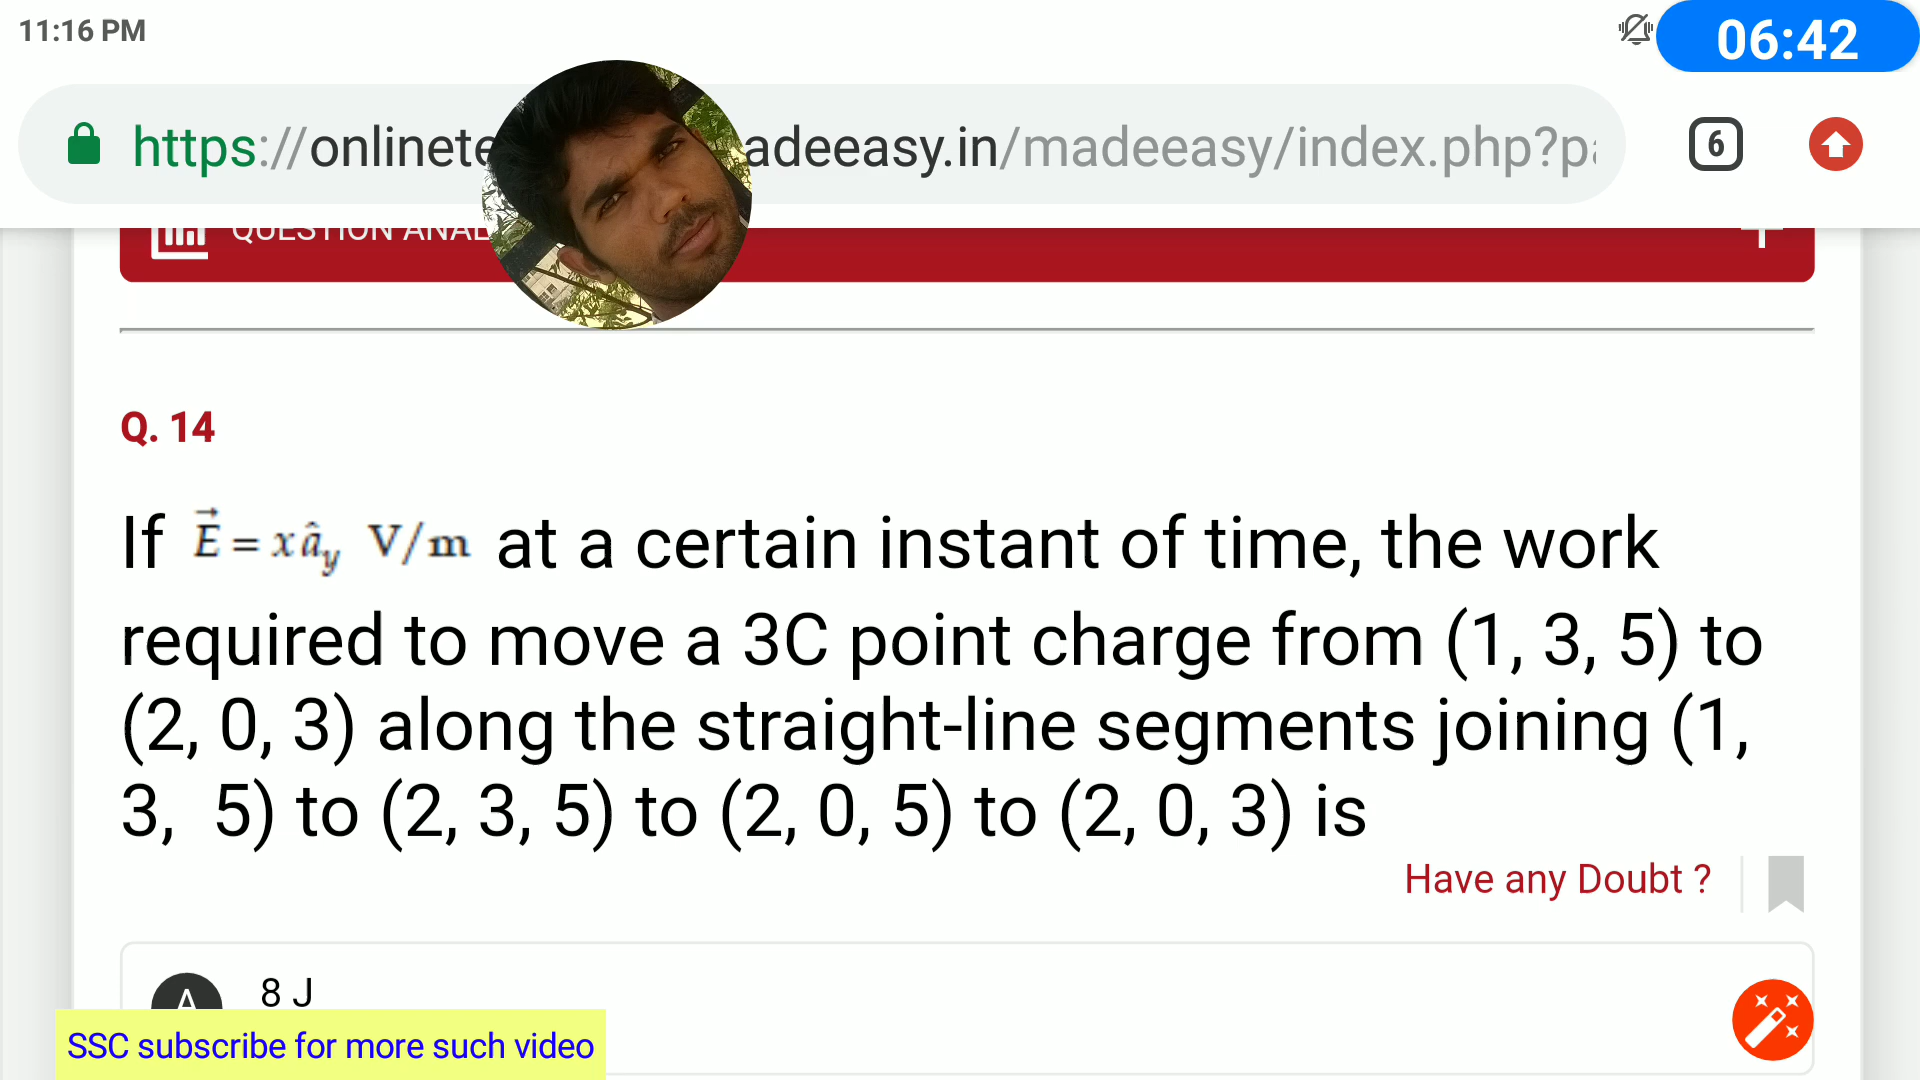 11:16 PM
06:42
https://onlinete adeeasy.in/madeeasy/index.php?pa
6
QUESTION ANAL
Q. 14
If E⃗ = x âᵧ V/m at a certain instant of time, the work
required to move a 3C point charge from (1, 3, 5) to
(2, 0, 3) along the straight-line segments joining (1,
3, 5) to (2, 3, 5) to (2, 0, 5) to (2, 0, 3) is
Have any Doubt ?
A 8 J
SSC subscribe for more such video